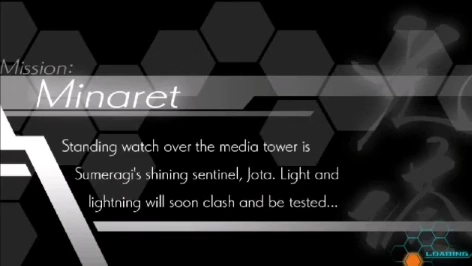 Mission:
Minaret
Standing watch over the media tower is
Sumeragi's shining sentinel, Jota. Light and
lightning will soon clash and be tested...
LOADING